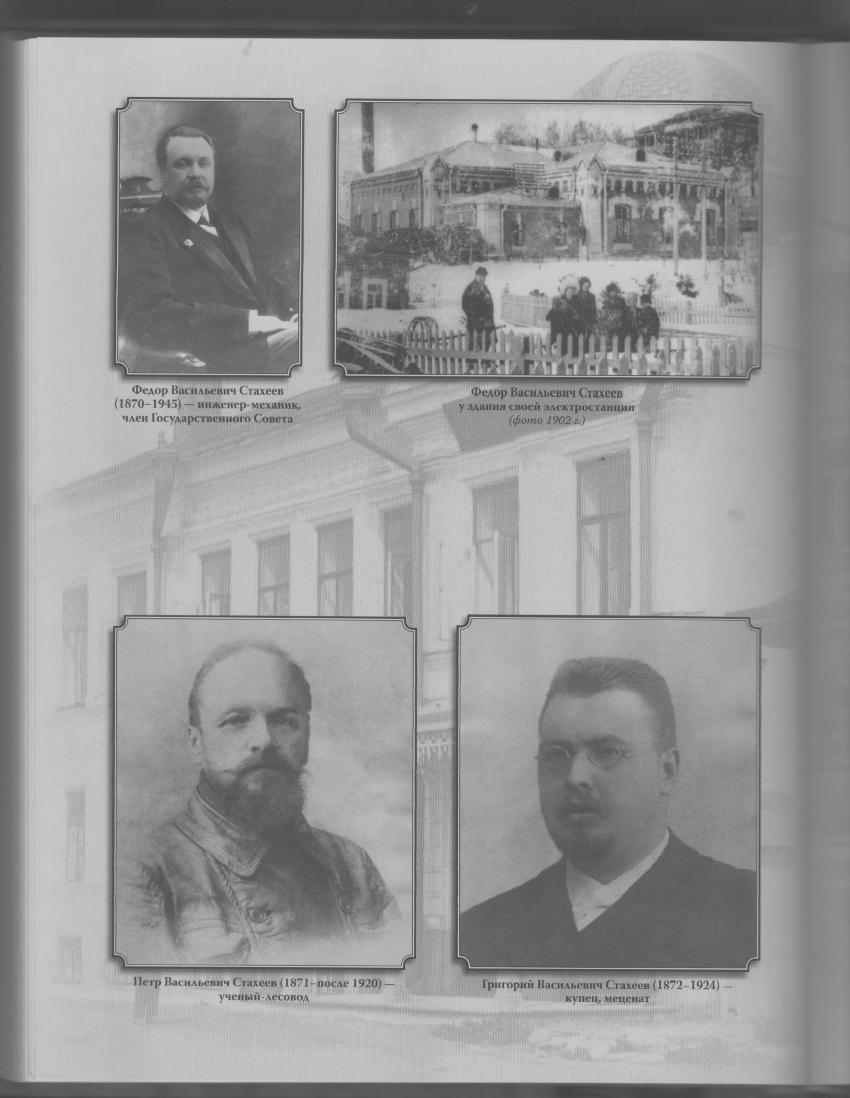 Федор Васильевич Стахеев
(1870–1945) — инженер-механик,
член Государственного Совета
Федор Васильевич Стахеев
у здания своей электростанции
(фото 1902 г.)
Петр Васильевич Стахеев (1871–после 1920) —
ученый-лесовод
Григорий Васильевич Стахеев (1872–1924) —
купец, меценат